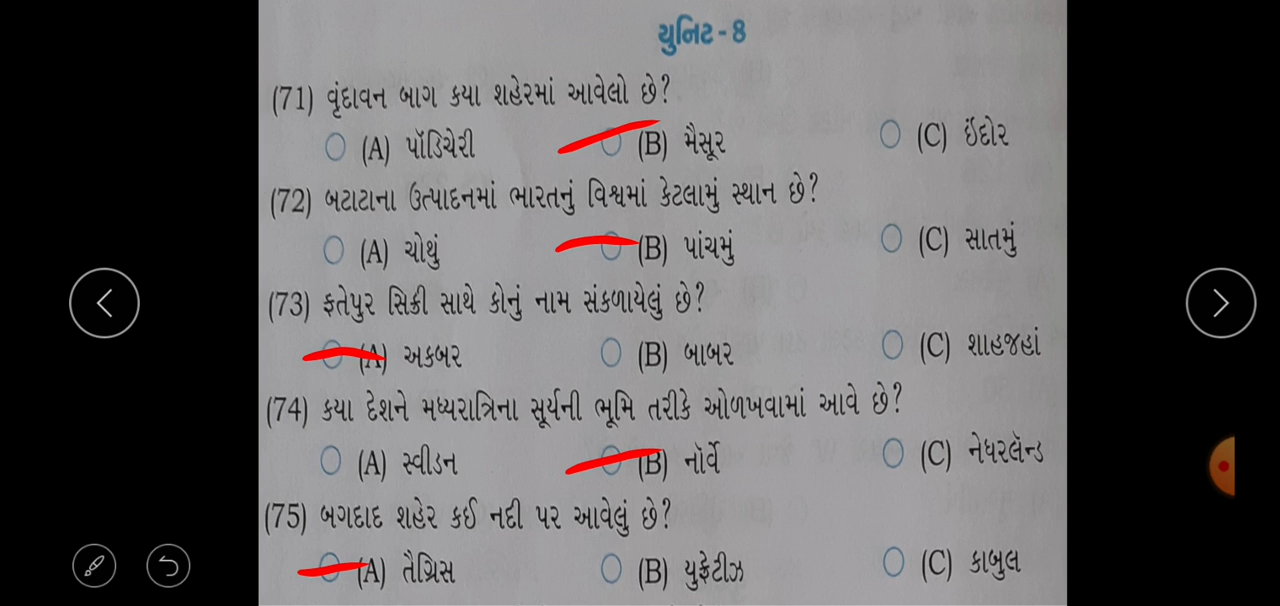 યુનિટ - 8
(71) વૃંદાવન બાગ કયા શહેરમાં આવેલો છે?
(A) પૉંડિચેરી (B) મૈસૂર (C) ઈંદોર
(72) બટાટાના ઉત્પાદનમાં ભારતનું વિશ્વમાં કેટલામું સ્થાન છે?
(A) ચોથું (B) પાંચમું (C) સાતમું
(73) ફતેપુર સિક્રી સાથે કોનું નામ સંકળાયેલું છે?
(A) અકબર (B) બાબર (C) શાહજહાં
(74) કયા દેશને મધ્યરાત્રિના સૂર્યની ભૂમિ તરીકે ઓળખવામાં આવે છે?
(A) સ્વીડન (B) નૉર્વે (C) નેધરલૅન્ડ
(75) બગદાદ શહેર કઈ નદી પર આવેલું છે?
(A) તૈગ્રિસ (B) યુફ્રેટીઝ (C) કાબુલ